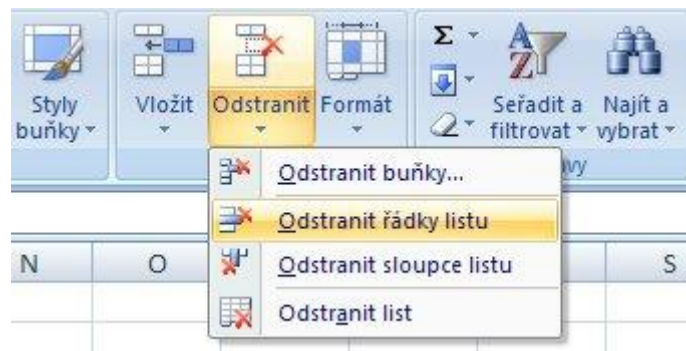 Styly buňky
Vložit
Odstranit
Formát
Σ
AZ
Seřadit a filtrovat
Najít a vybrat
Odstranit buňky...
Odstranit řádky listu
Odstranit sloupce listu
Odstranit list
N
O
S